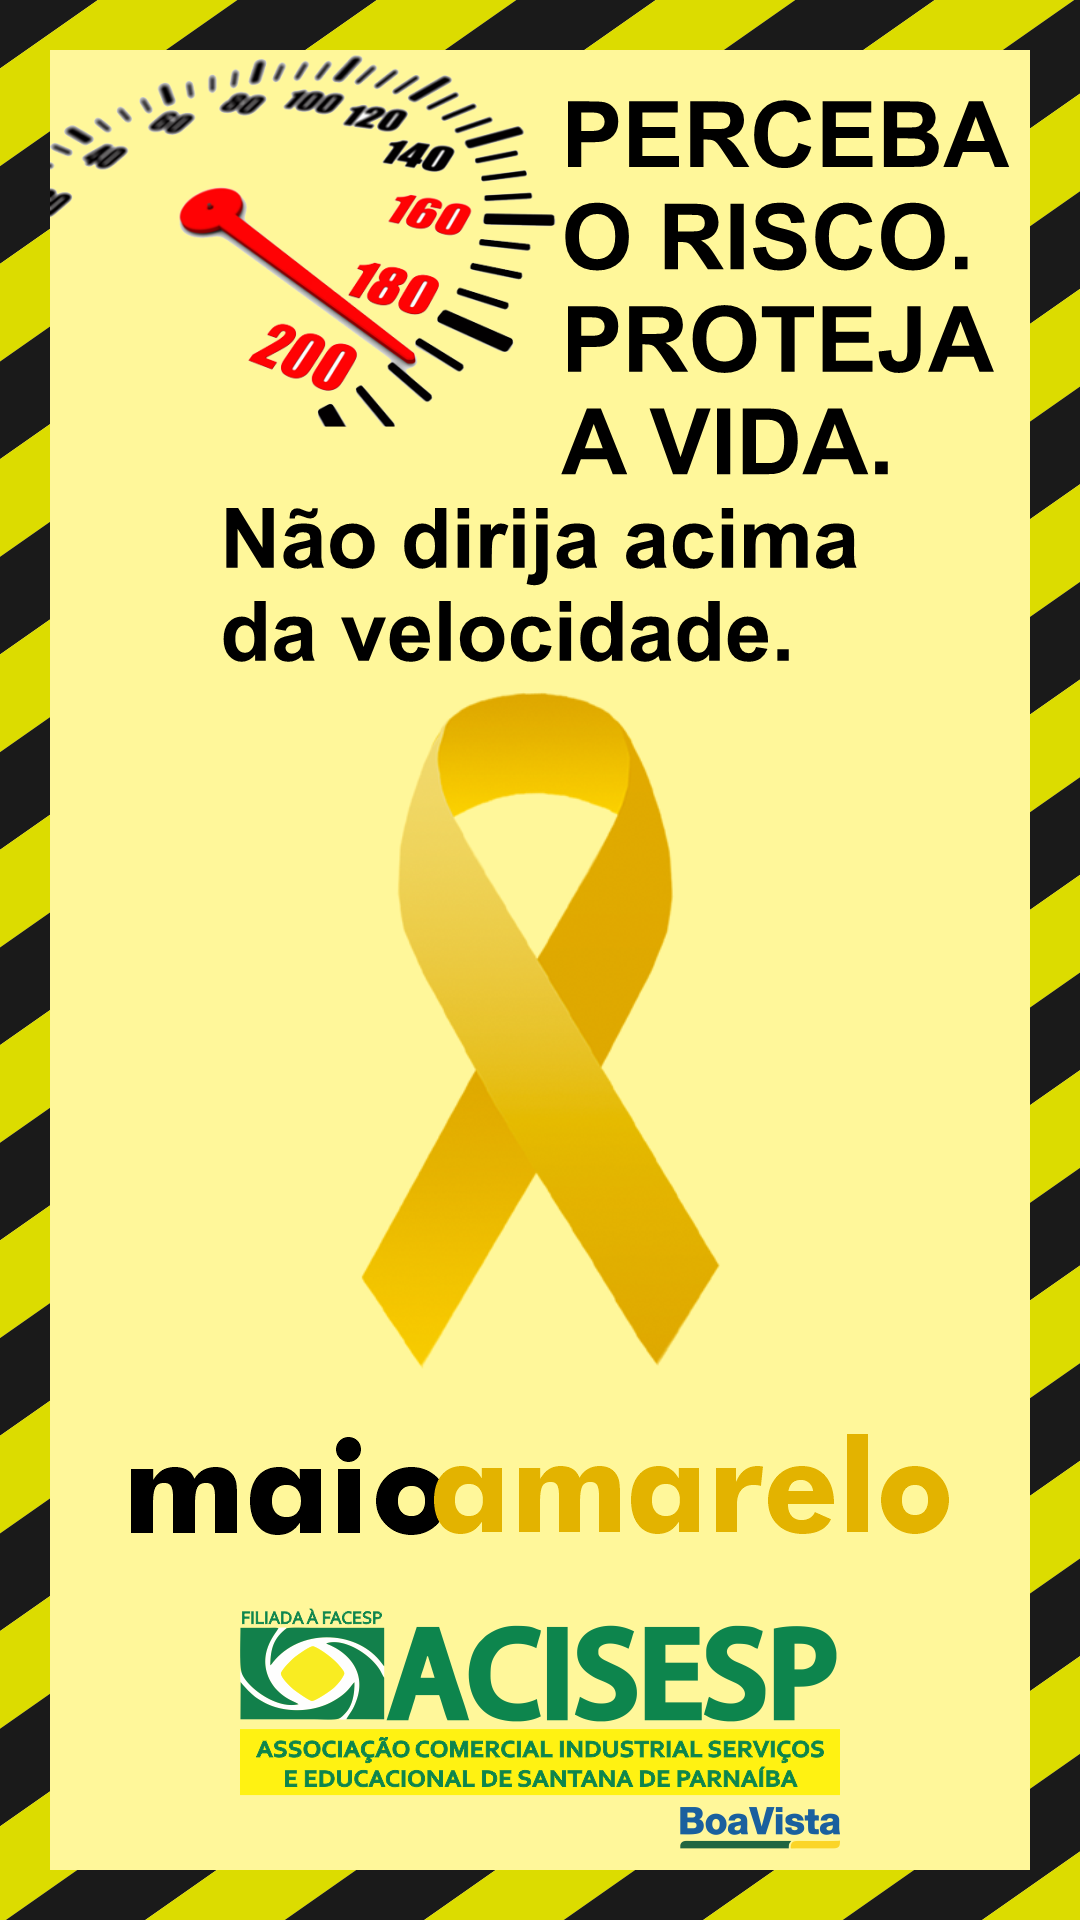 40
60
80
100
120
140
160
180
200
PERCEBA
O RISCO.
PROTEJA
A VIDA.
Não dirija acima
da velocidade.
maioamarelo
FILIADA À FACESP
ACISESP
ASSOCIAÇÃO COMERCIAL INDUSTRIAL SERVIÇOS
E EDUCACIONAL DE SANTANA DE PARNAÍBA
BoaVista